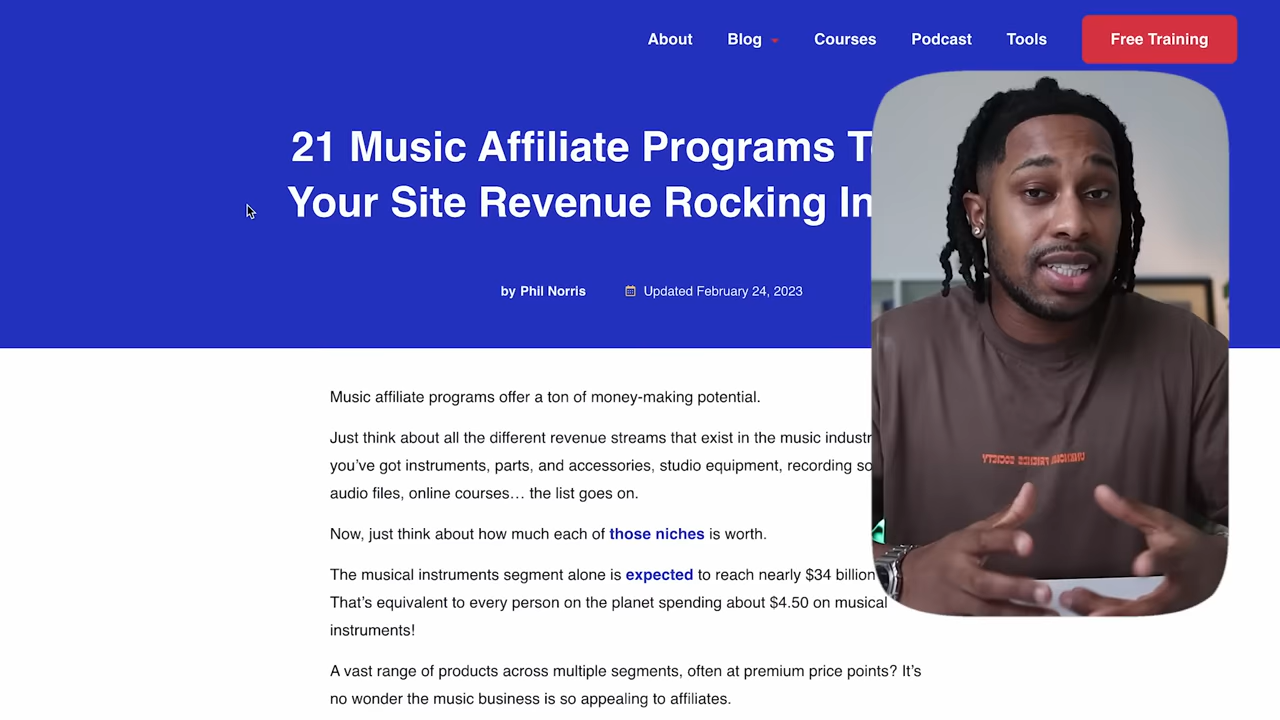 About Blog Courses Podcast Tools Free Training
21 Music Affiliate Programs
Your Site Revenue Rocking In
by Phil Norris Updated February 24, 2023
Music affiliate programs offer a ton of money-making potential.
Just think about all the different revenue streams that exist in the music
you’ve got instruments, parts, and accessories, studio equipment, recording
audio files, online courses… the list goes on.
Now, just think about how much each of those niches is worth.
The musical instruments segment alone is expected to reach nearly $34 billion
That’s equivalent to every person on the planet spending about $4.50 on musical
instruments!
A vast range of products across multiple segments, often at premium price points? It’s
no wonder the music business is so appealing to affiliates.